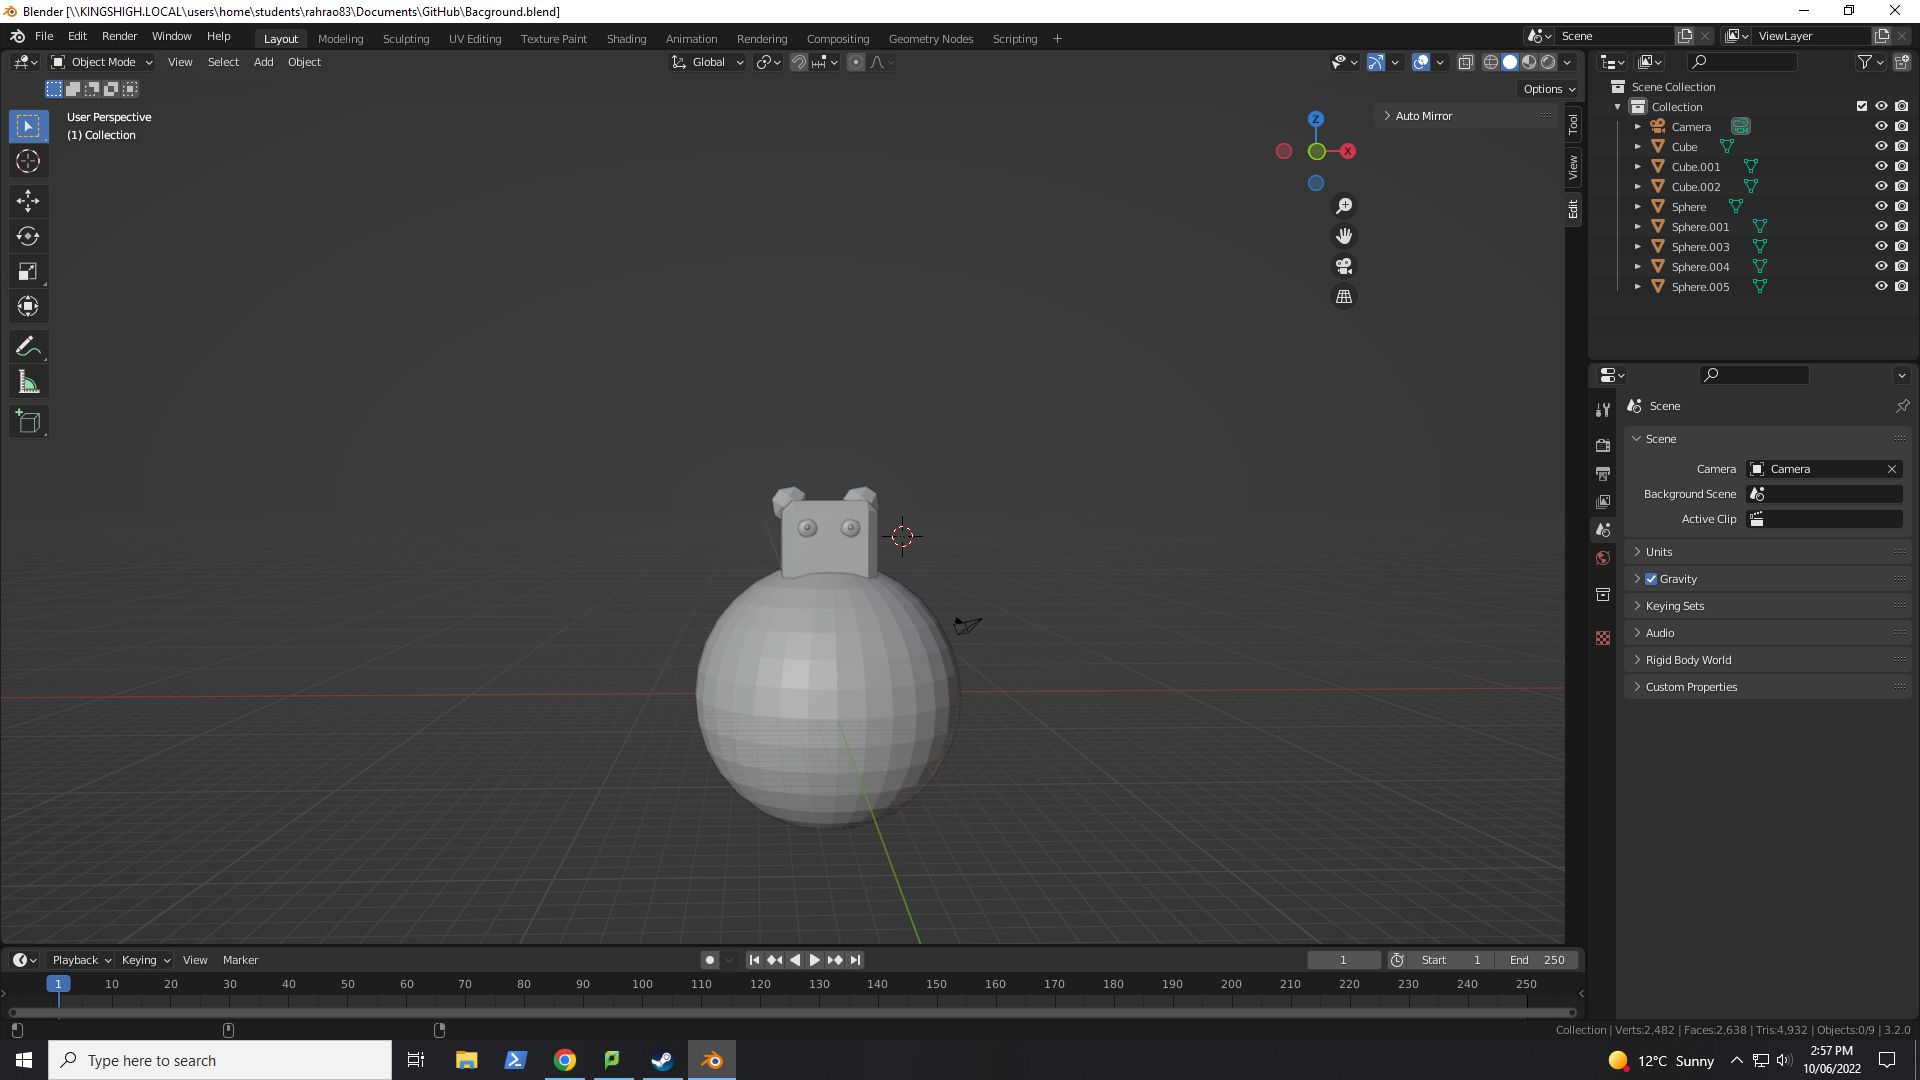 Blender [\\KINGSHIGH.LOCAL\users\home\students\rahrao83\Documents\GitHub\Bacground.blend]
File Edit Render Window Help Layout Modeling Sculpting UV Editing Texture Paint Shading Animation Rendering Compositing Geometry Nodes Scripting + Scene ViewLayer
Object Mode View Select Add Object Global
Options
User Perspective
(1) Collection
Auto Mirror
Z
X
Tool
View
Edit
Scene Collection
Collection
Camera
Cube
Cube.001
Cube.002
Sphere
Sphere.001
Sphere.003
Sphere.004
Sphere.005
Scene
Scene
Camera Camera
Background Scene
Active Clip
Units
Gravity
Keying Sets
Audio
Rigid Body World
Custom Properties
Playback Keying View Marker 1 Start 1 End 250
1 10 20 30 40 50 60 70 80 90 100 110 120 130 140 150 160 170 180 190 200 210 220 230 240 250
Collection | Verts:2,482 | Faces:2,638 | Tris:4,932 | Objects:0/9 | 3.2.0
Type here to search
12°C Sunny
2:57 PM
10/06/2022